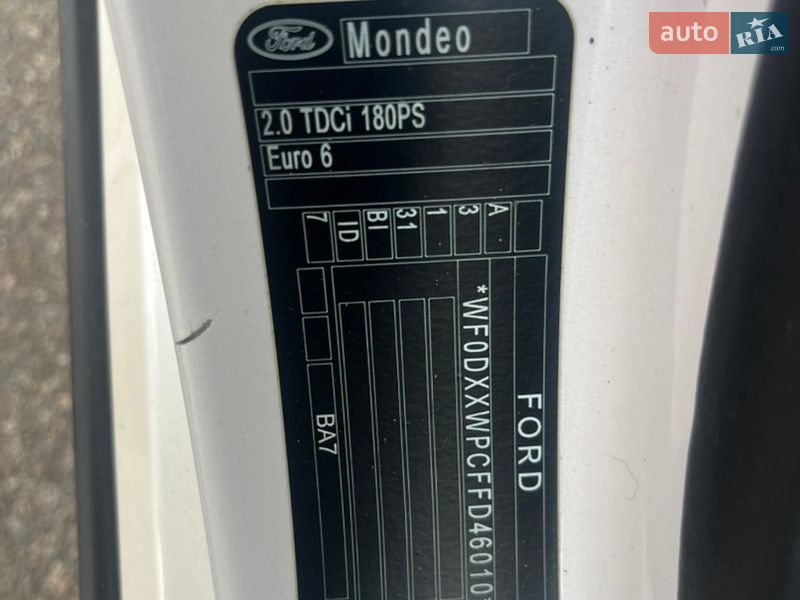 Ford
Mondeo
2.0 TDCi 180PS
Euro 6
7
ID
BI
31
1
3
A
FORD
*WF0DXXWPCFFD46010*
BA7
auto RIA .com